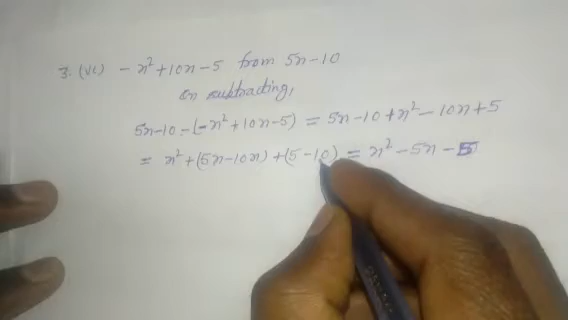 3. (vi) - x² + 10x - 5 from 5x - 10
On subtracting,
5x - 10 - (-x² + 10x - 5) = 5x - 10 + x² - 10x + 5
= x² + (5x - 10x) + (5 - 10) = x² - 5x - 5